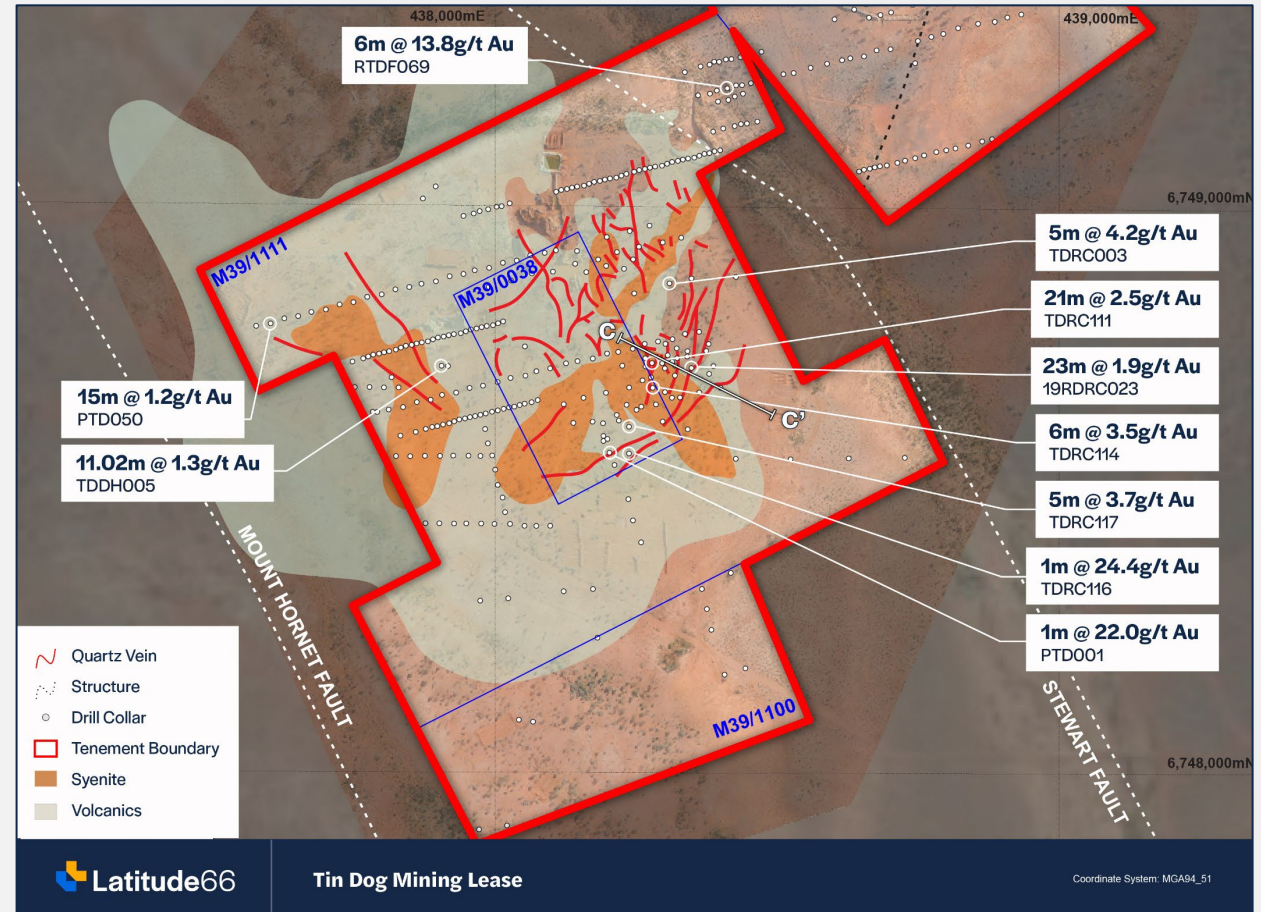 438,000mE
439,000mE
6m @ 13.8g/t Au
RTDF069
6,749,000mN
M39/1111
M39/0038
5m @ 4.2g/t Au
TDRC003
21m @ 2.5g/t Au
TDRC111
C
23m @ 1.9g/t Au
19RDRC023
15m @ 1.2g/t Au
PTD050
C'
6m @ 3.5g/t Au
TDRC114
11.02m @ 1.3g/t Au
TDDH005
5m @ 3.7g/t Au
TDRC117
1m @ 24.4g/t Au
TDRC116
1m @ 22.0g/t Au
PTD001
MOUNT HORNET FAULT
STEWART FAULT
M39/1100
6,748,000mN
Quartz Vein
Structure
Drill Collar
Tenement Boundary
Syenite
Volcanics
Latitude66
Tin Dog Mining Lease
Coordinate System: MGA94_51